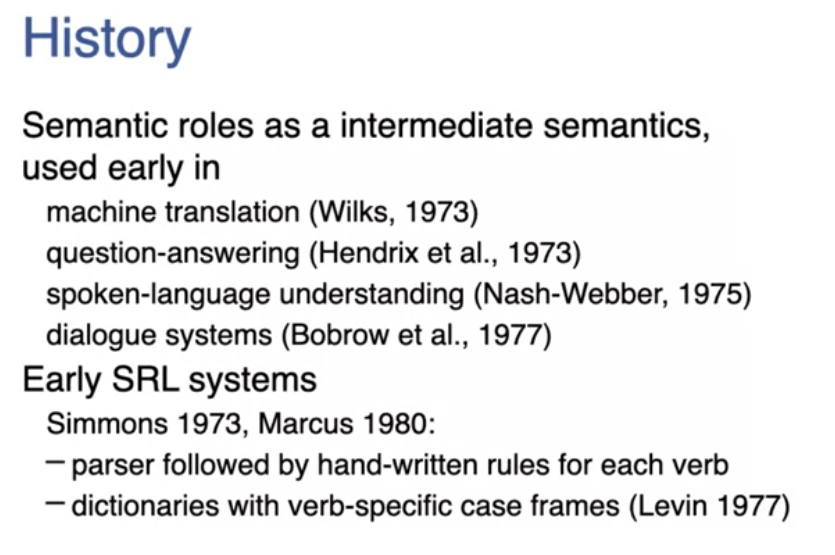 History
Semantic roles as a intermediate semantics,
used early in
machine translation (Wilks, 1973)
question-answering (Hendrix et al., 1973)
spoken-language understanding (Nash-Webber, 1975)
dialogue systems (Bobrow et al., 1977)
Early SRL systems
Simmons 1973, Marcus 1980:
– parser followed by hand-written rules for each verb
– dictionaries with verb-specific case frames (Levin 1977)